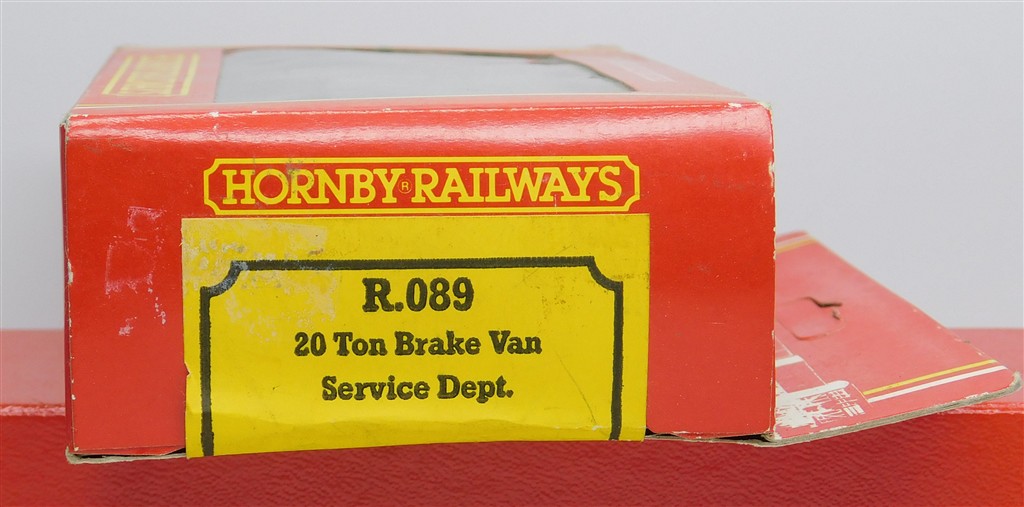 HORNBY® RAILWAYS
R.089
20 Ton Brake Van
Service Dept.